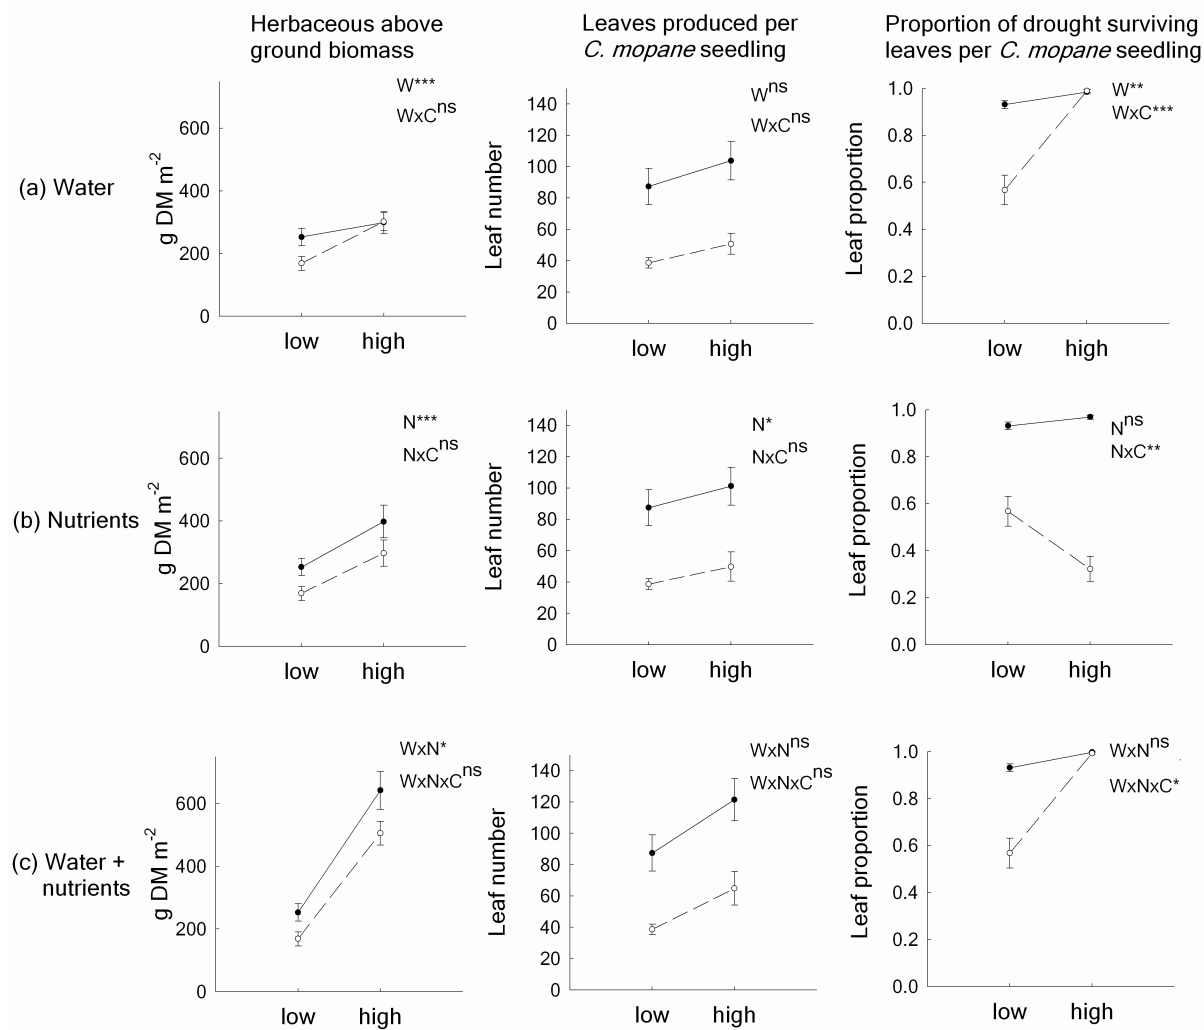 Herbaceous above
ground biomass
Leaves produced per
C. mopane seedling
Proportion of drought surviving
leaves per C. mopane seedling
(a) Water
g DM m-2
600
400
200
0
low high
W***
WxCns
Leaf number
140
120
100
80
60
40
20
0
low high
Wns
WxCns
Leaf proportion
1.0
0.8
0.6
0.4
0.2
0.0
low high
W**
WxC***
(b) Nutrients
g DM m-2
600
400
200
0
low high
N***
NxCns
Leaf number
140
120
100
80
60
40
20
0
low high
N*
NxCns
Leaf proportion
1.0
0.8
0.6
0.4
0.2
0.0
low high
Nns
NxC**
(c) Water +
nutrients
g DM m-2
600
400
200
0
low high
WxN*
WxNxCns
Leaf number
140
120
100
80
60
40
20
0
low high
WxNns
WxNxCns
Leaf proportion
1.0
0.8
0.6
0.4
0.2
0.0
low high
WxNns
WxNxC*